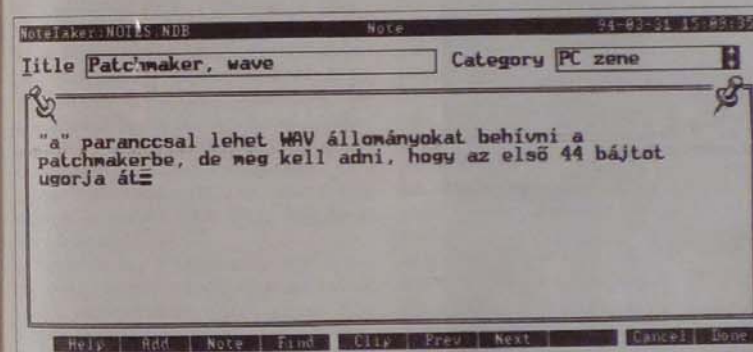 NoteTaker:NOTES.NDB Note 94-03-31 15:09:35
Title Patchmaker, wave Category PC zene
"a" paranccsal lehet WAV állományokat behívni a
patchmakerbe, de meg kell adni, hogy az első 44 bájtot
ugorja át
Help Add Note Find Clip Prev Next Cancel Done